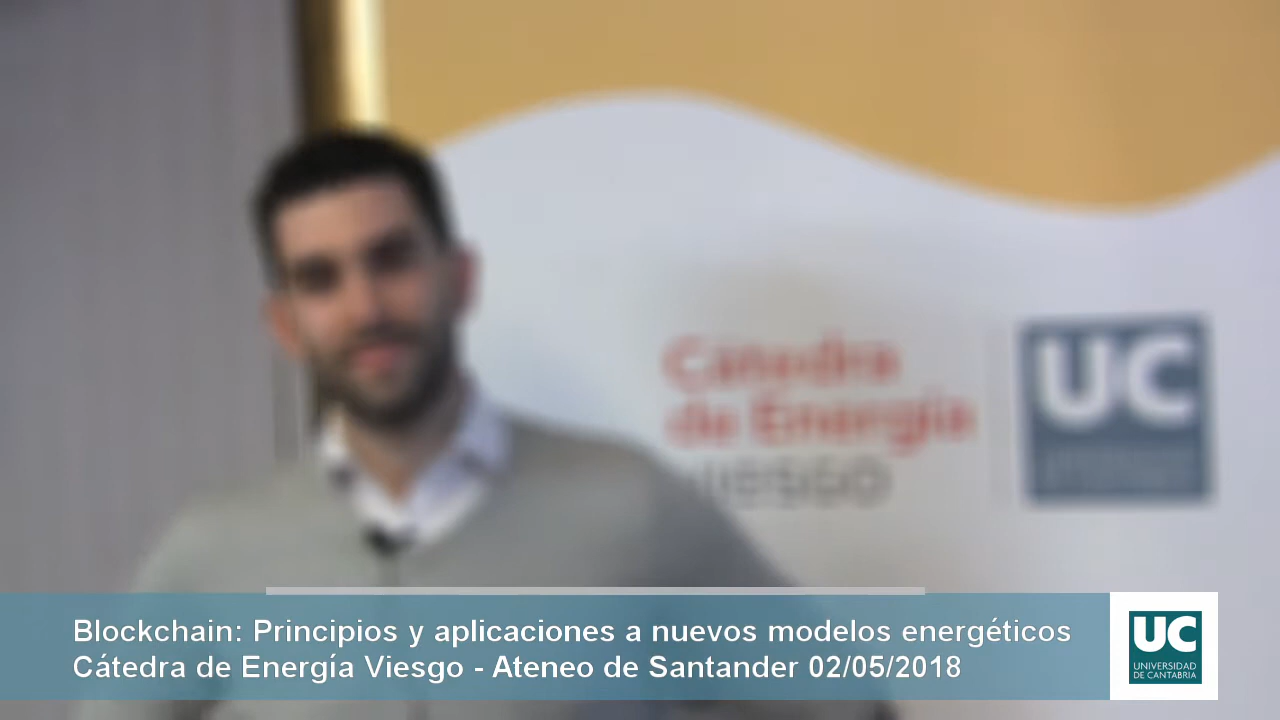 Cátedra
de Energía
VIESGO
UC
Blockchain: Principios y aplicaciones a nuevos modelos energéticos
Cátedra de Energía Viesgo - Ateneo de Santander 02/05/2018
UC
UNIVERSIDAD
DE CANTABRIA